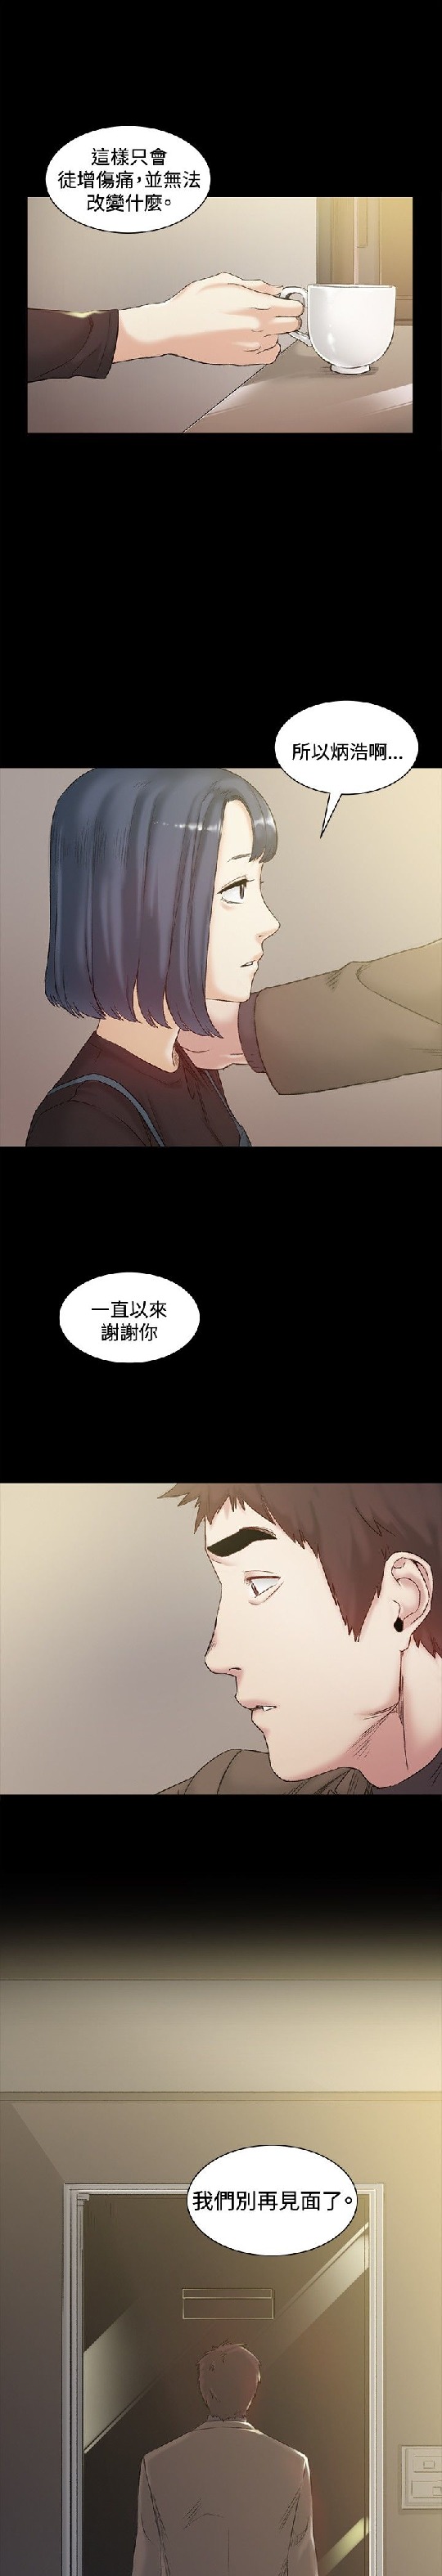 這樣只會
徒增傷痛，並無法
改變什麼。
所以炳浩啊...
一直以來
謝謝你
我們別再見面了。